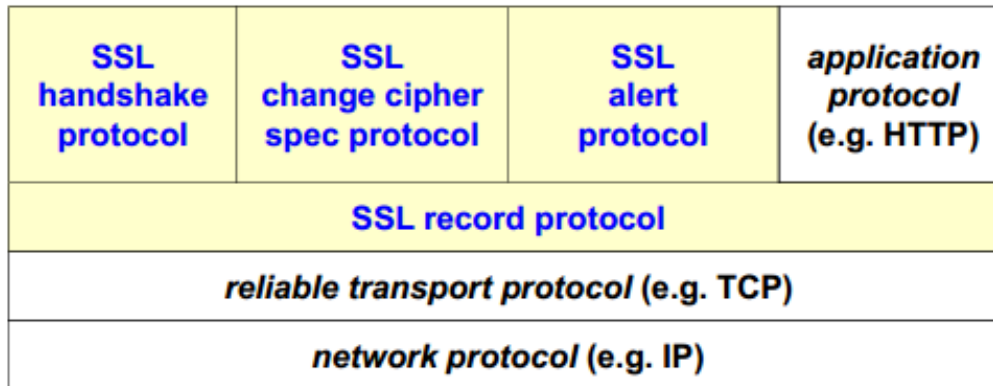 SSL
handshake
protocol
SSL
change cipher
spec protocol
SSL
alert
protocol
application
protocol
(e.g. HTTP)
SSL record protocol
reliable transport protocol (e.g. TCP)
network protocol (e.g. IP)